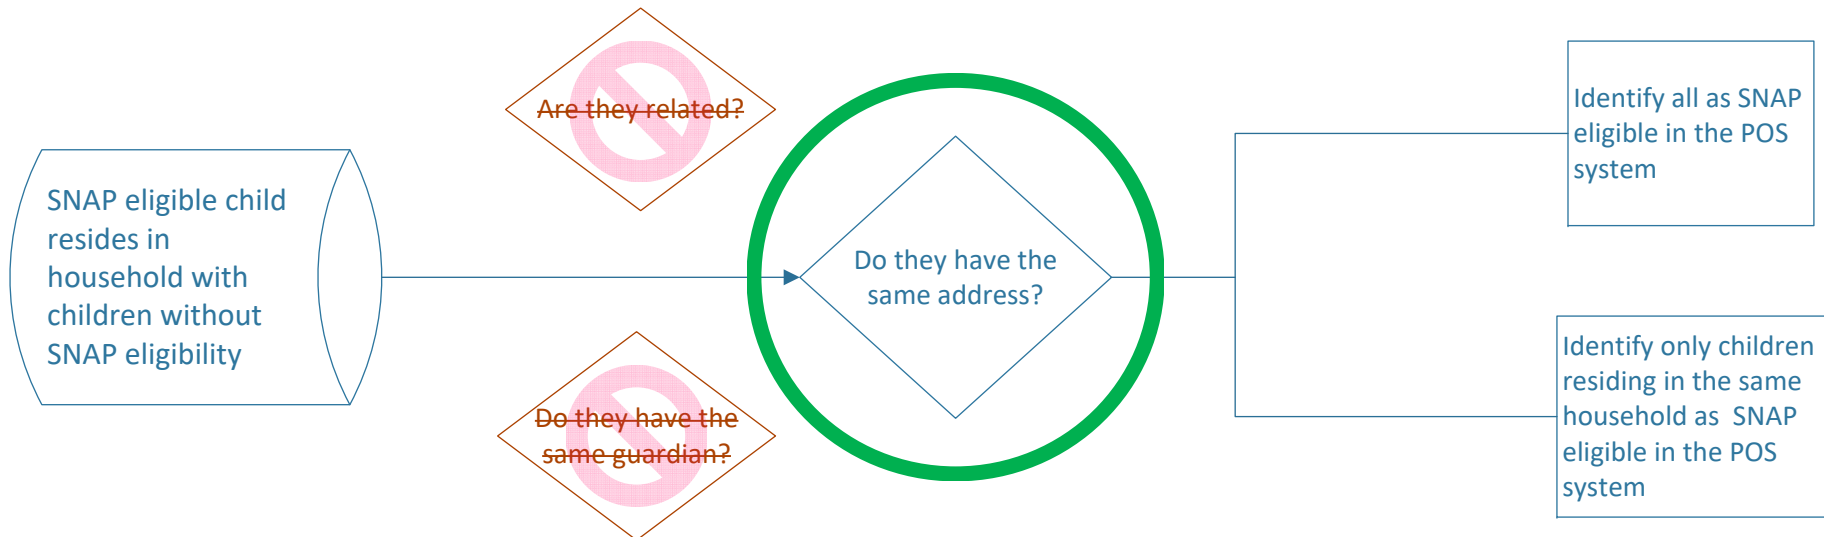 SNAP eligible child
resides in
household with
children without
SNAP eligibility
Are they related?
Do they have the
same guardian?
Do they have the
same address?
Identify all as SNAP
eligible in the POS
system
Identify only children
residing in the same
household as  SNAP
eligible in the POS
system